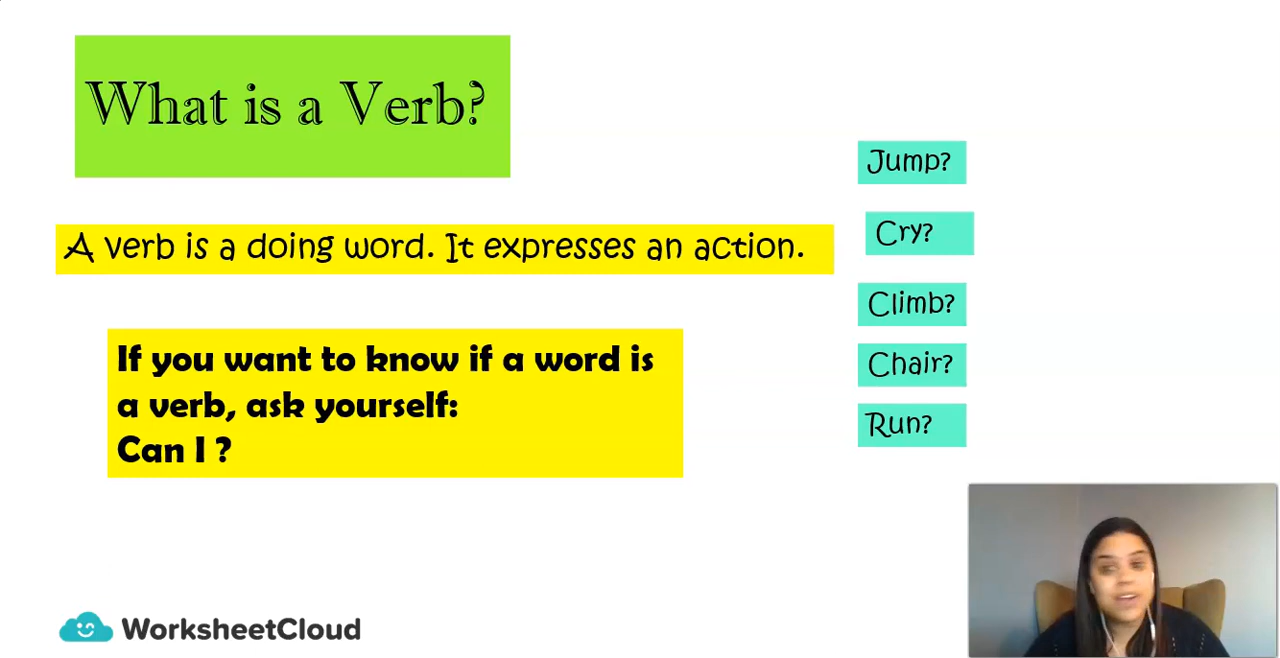 What is a Verb?
A verb is a doing word. It expresses an action.
If you want to know if a word is
a verb, ask yourself:
Can I ?
Jump?
Cry?
Climb?
Chair?
Run?
WorksheetCloud